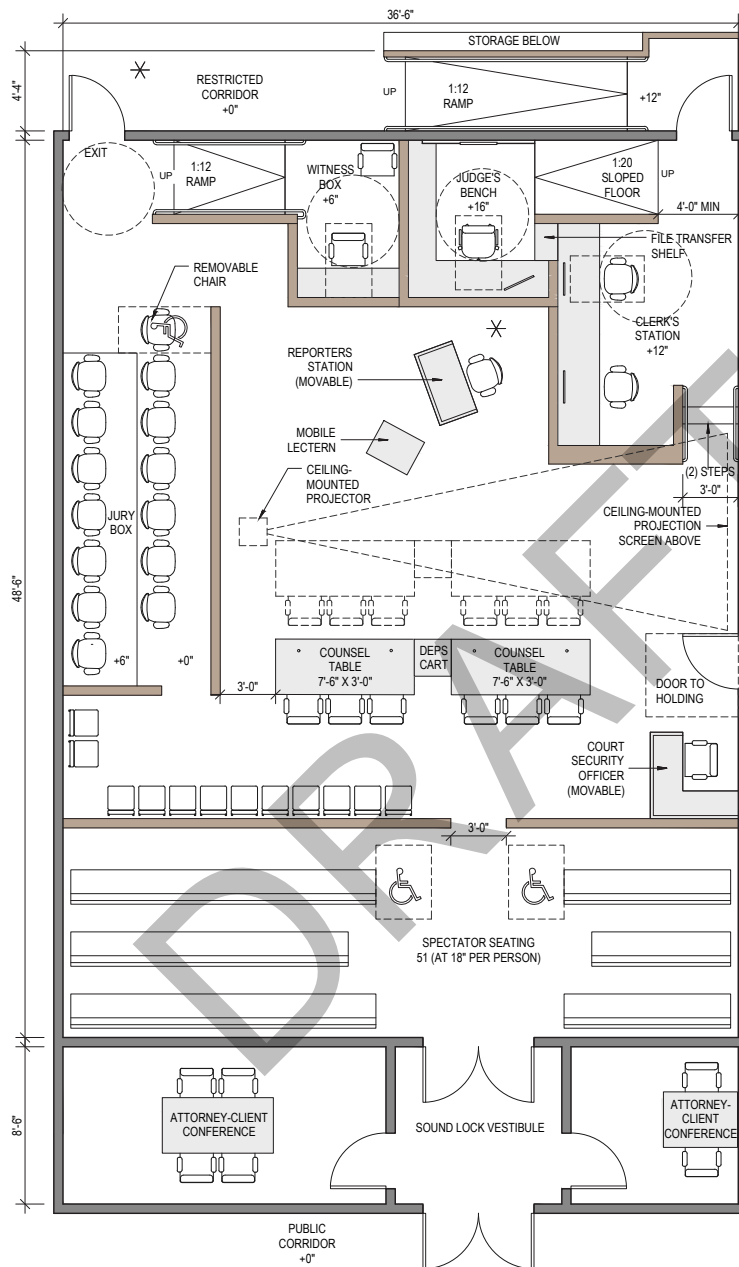 36'-6"
STORAGE BELOW
4'-4"
RESTRICTED
CORRIDOR
+0"
UP
1:12
RAMP
+12"
EXIT
UP
1:12
RAMP
WITNESS
BOX
+6"
JUDGE'S
BENCH
+16"
1:20
SLOPED
FLOOR
UP
4'-0" MIN
FILE TRANSFER
SHELF
REMOVABLE
CHAIR
CLERK'S
STATION
+12"
REPORTERS
STATION
(MOVABLE)
MOBILE
LECTERN
CEILING-
MOUNTED
PROJECTOR
(2) STEPS
3'-0"
CEILING-MOUNTED
PROJECTION
SCREEN ABOVE
JURY
BOX
48'-6"
+6"
+0"
3'-0"
COUNSEL
TABLE
7'-6" X 3'-0"
DEPS
CART
COUNSEL
TABLE
7'-6" X 3'-0"
DOOR TO
HOLDING
COURT
SECURITY
OFFICER
(MOVABLE)
3'-0"
SPECTATOR SEATING
51 (AT 18" PER PERSON)
8'-6"
ATTORNEY-CLIENT
CONFERENCE
SOUND LOCK VESTIBULE
ATTORNEY-
CLIENT
CONFERENCE
PUBLIC
CORRIDOR
+0"
DRAFT